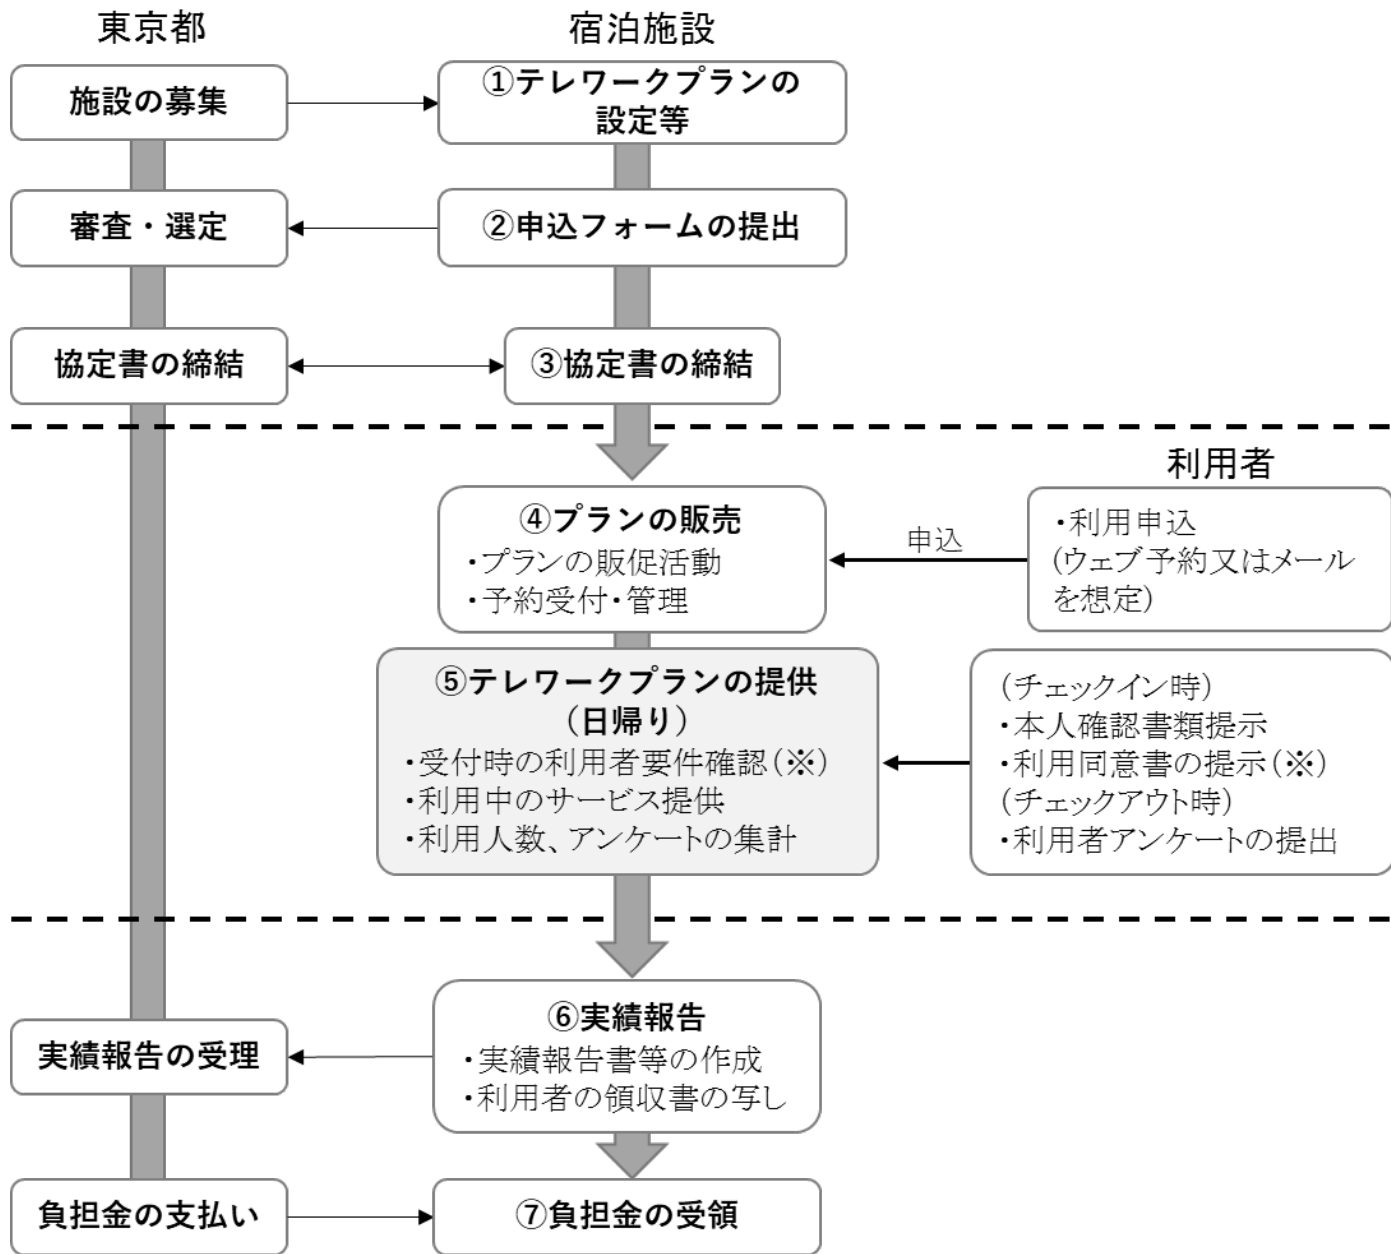 東京都
宿泊施設
施設の募集
①テレワークプランの
設定等
審査・選定
②申込フォームの提出
協定書の締結
③協定書の締結
利用者
④プランの販売
・プランの販促活動
・予約受付・管理
申込
・利用申込
(ウェブ予約又はメール
を想定)
⑤テレワークプランの提供
(日帰り)
・受付時の利用者要件確認(※)
・利用中のサービス提供
・利用人数、アンケートの集計
(チェックイン時)
・本人確認書類提示
・利用同意書の提示(※)
(チェックアウト時)
・利用者アンケートの提出
実績報告の受理
⑥実績報告
・実績報告書等の作成
・利用者の領収書の写し
負担金の支払い
⑦負担金の受領